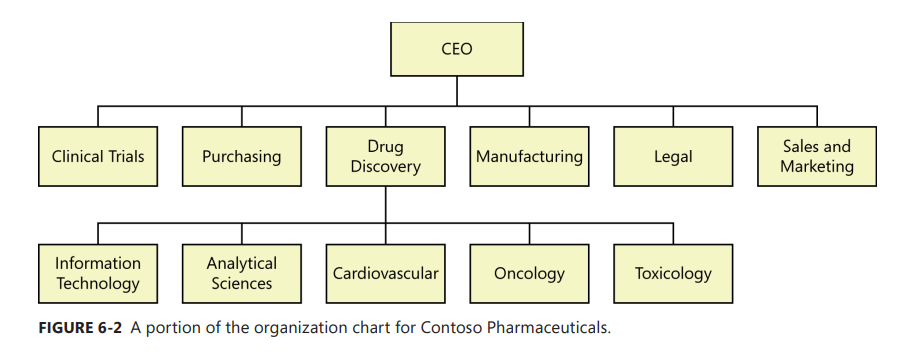 CEO
Clinical Trials
Purchasing
Drug
Discovery
Manufacturing
Legal
Sales and
Marketing
Information
Technology
Analytical
Sciences
Cardiovascular
Oncology
Toxicology
FIGURE 6-2 A portion of the organization chart for Contoso Pharmaceuticals.